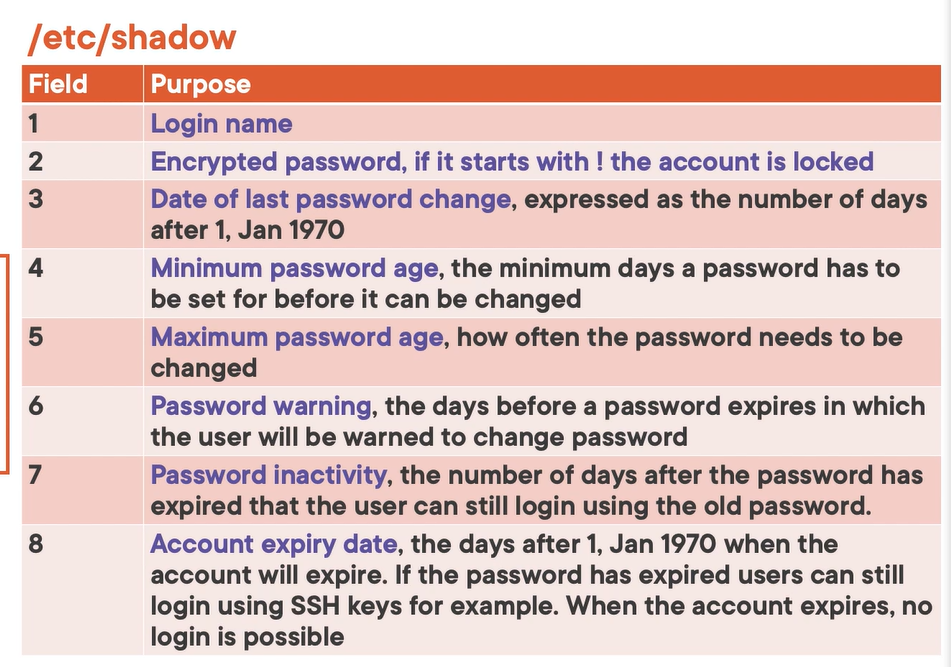 /etc/shadow
Field Purpose
1 Login name
2 Encrypted password, if it starts with ! the account is locked
3 Date of last password change, expressed as the number of days
after 1, Jan 1970
4 Minimum password age, the minimum days a password has to
be set for before it can be changed
5 Maximum password age, how often the password needs to be
changed
6 Password warning, the days before a password expires in which
the user will be warned to change password
7 Password inactivity, the number of days after the password has
expired that the user can still login using the old password.
8 Account expiry date, the days after 1, Jan 1970 when the
account will expire. If the password has expired users can still
login using SSH keys for example. When the account expires, no
login is possible